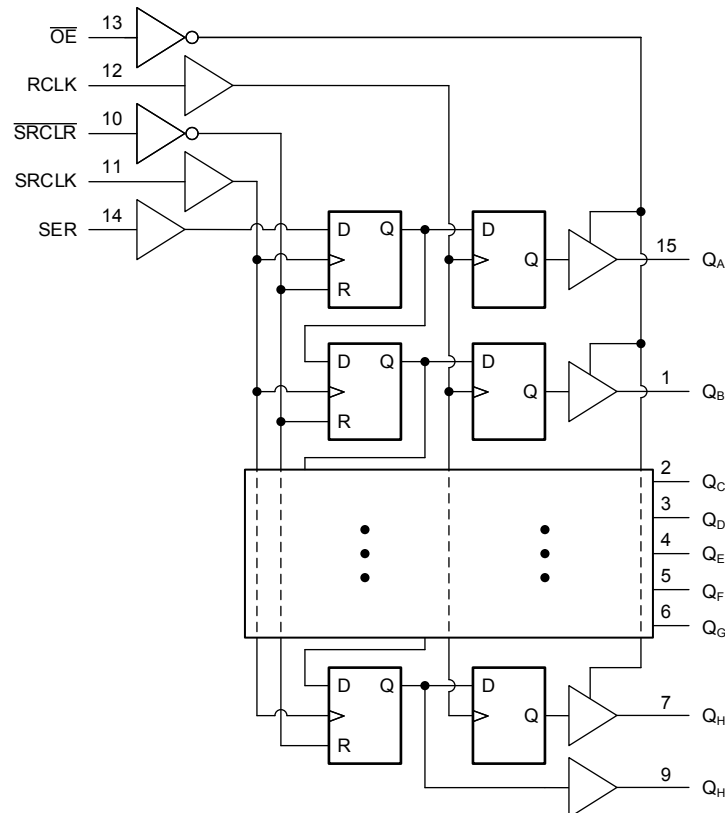 13
OE
12
RCLK
10
SRCLR
11
SRCLK
14
SER
D Q D
Q
15
QA
R
D Q D
Q
1
QB
R
2
QC
3
QD
4
QE
5
QF
6
QG
D Q D
Q
7
QH
R
9
QH